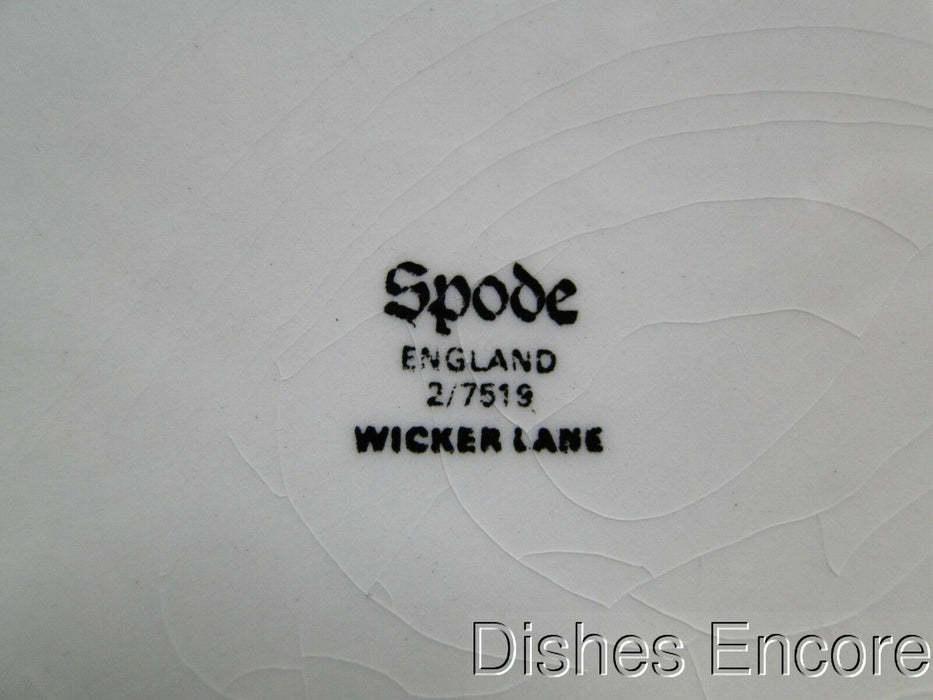 Spode
ENGLAND
2/7519
WICKER LANE
Dishes Encore